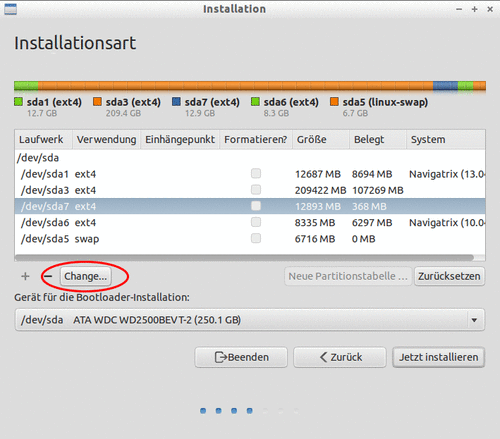 Installation
Installationsart
sda1 (ext4) sda3 (ext4) sda7 (ext4) sda6 (ext4) sda5 (linux-swap)
12.7 GB 209.4 GB 12.9 GB 8.3 GB 6.7 GB
Laufwerk Verwendung Einhängepunkt Formatieren? Größe Belegt System
/dev/sda
/dev/sda1 ext4 12687 MB 8694 MB Navigatrix (13.0
/dev/sda3 ext4 209422 MB 107269 MB
/dev/sda7 ext4 12893 MB 368 MB
/dev/sda6 ext4 8335 MB 6297 MB Navigatrix (10.0
/dev/sda5 swap 6716 MB 0 MB
+ − Change... Neue Partitionstabelle ... Zurücksetzen
Gerät für die Bootloader-Installation:
/dev/sda ATA WDC WD2500BEVT-2 (250.1 GB)
Beenden Zurück Jetzt installieren